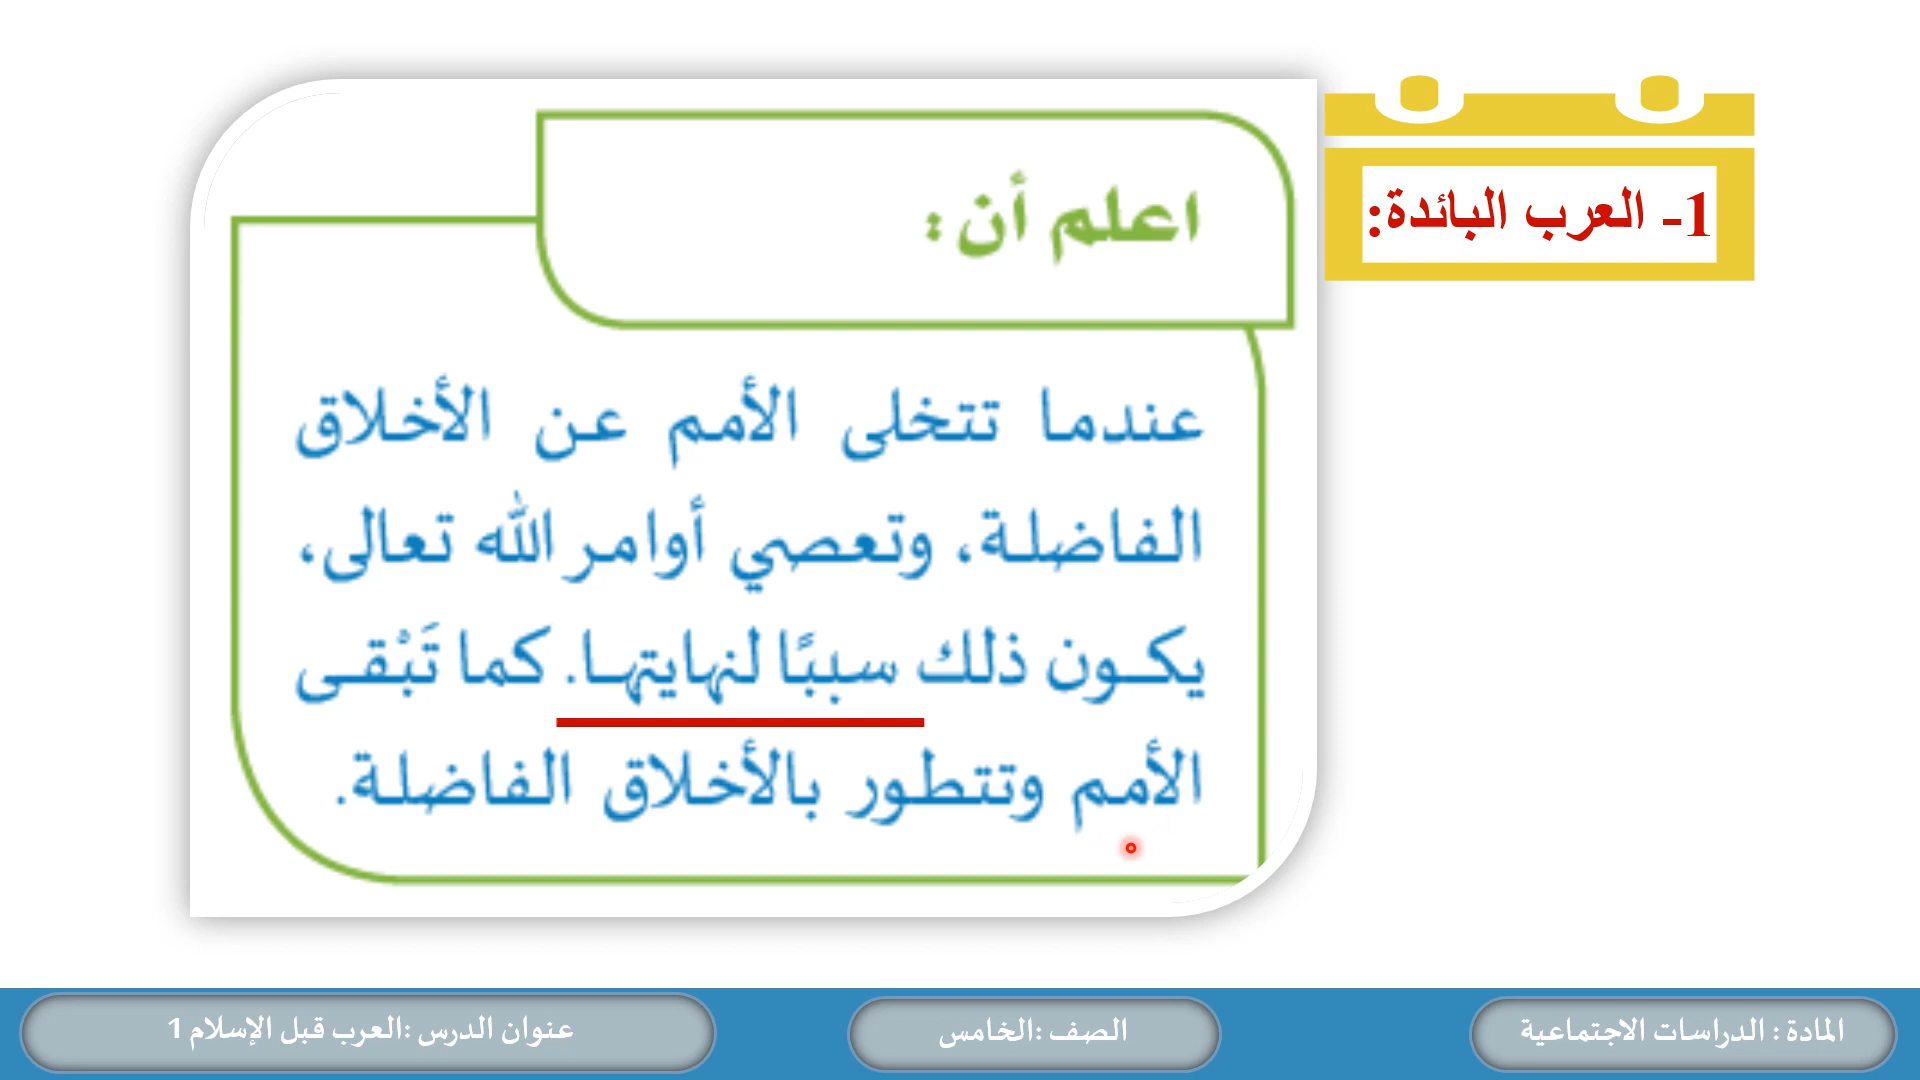 1- العرب البائدة:
اعلم أن:
عندما تتخلى الأمم عن الأخلاق
الفاضلة، وتعصي أوامر الله تعالى،
يكون ذلك سببًا لنهايتها. كما تَبْقى
الأمم وتتطور بالأخلاق الفاضلة.
المادة : الدراسات الاجتماعية
الصف :الخامس
عنوان الدرس :العرب قبل الإسلام 1